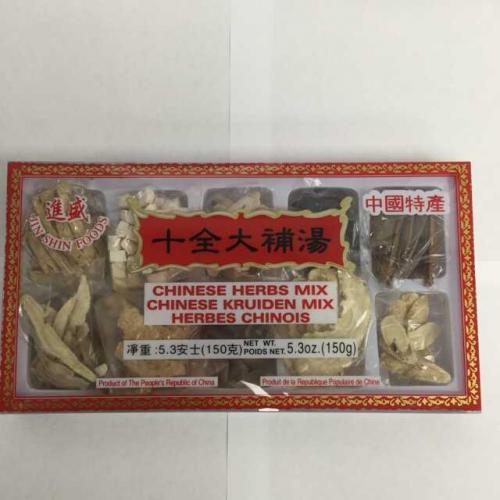 進盛
JIN SHIN FOODS
十全大補湯
中國特產
CHINESE HERBS MIX
CHINESE KRUIDEN MIX
HERBES CHINOIS
凈重:5.3安士(150克) NET WT. POIDS NET. 5.3oz.(150g)
Product of The People's Republic of China
Produit de la Republique Populaire de Chine